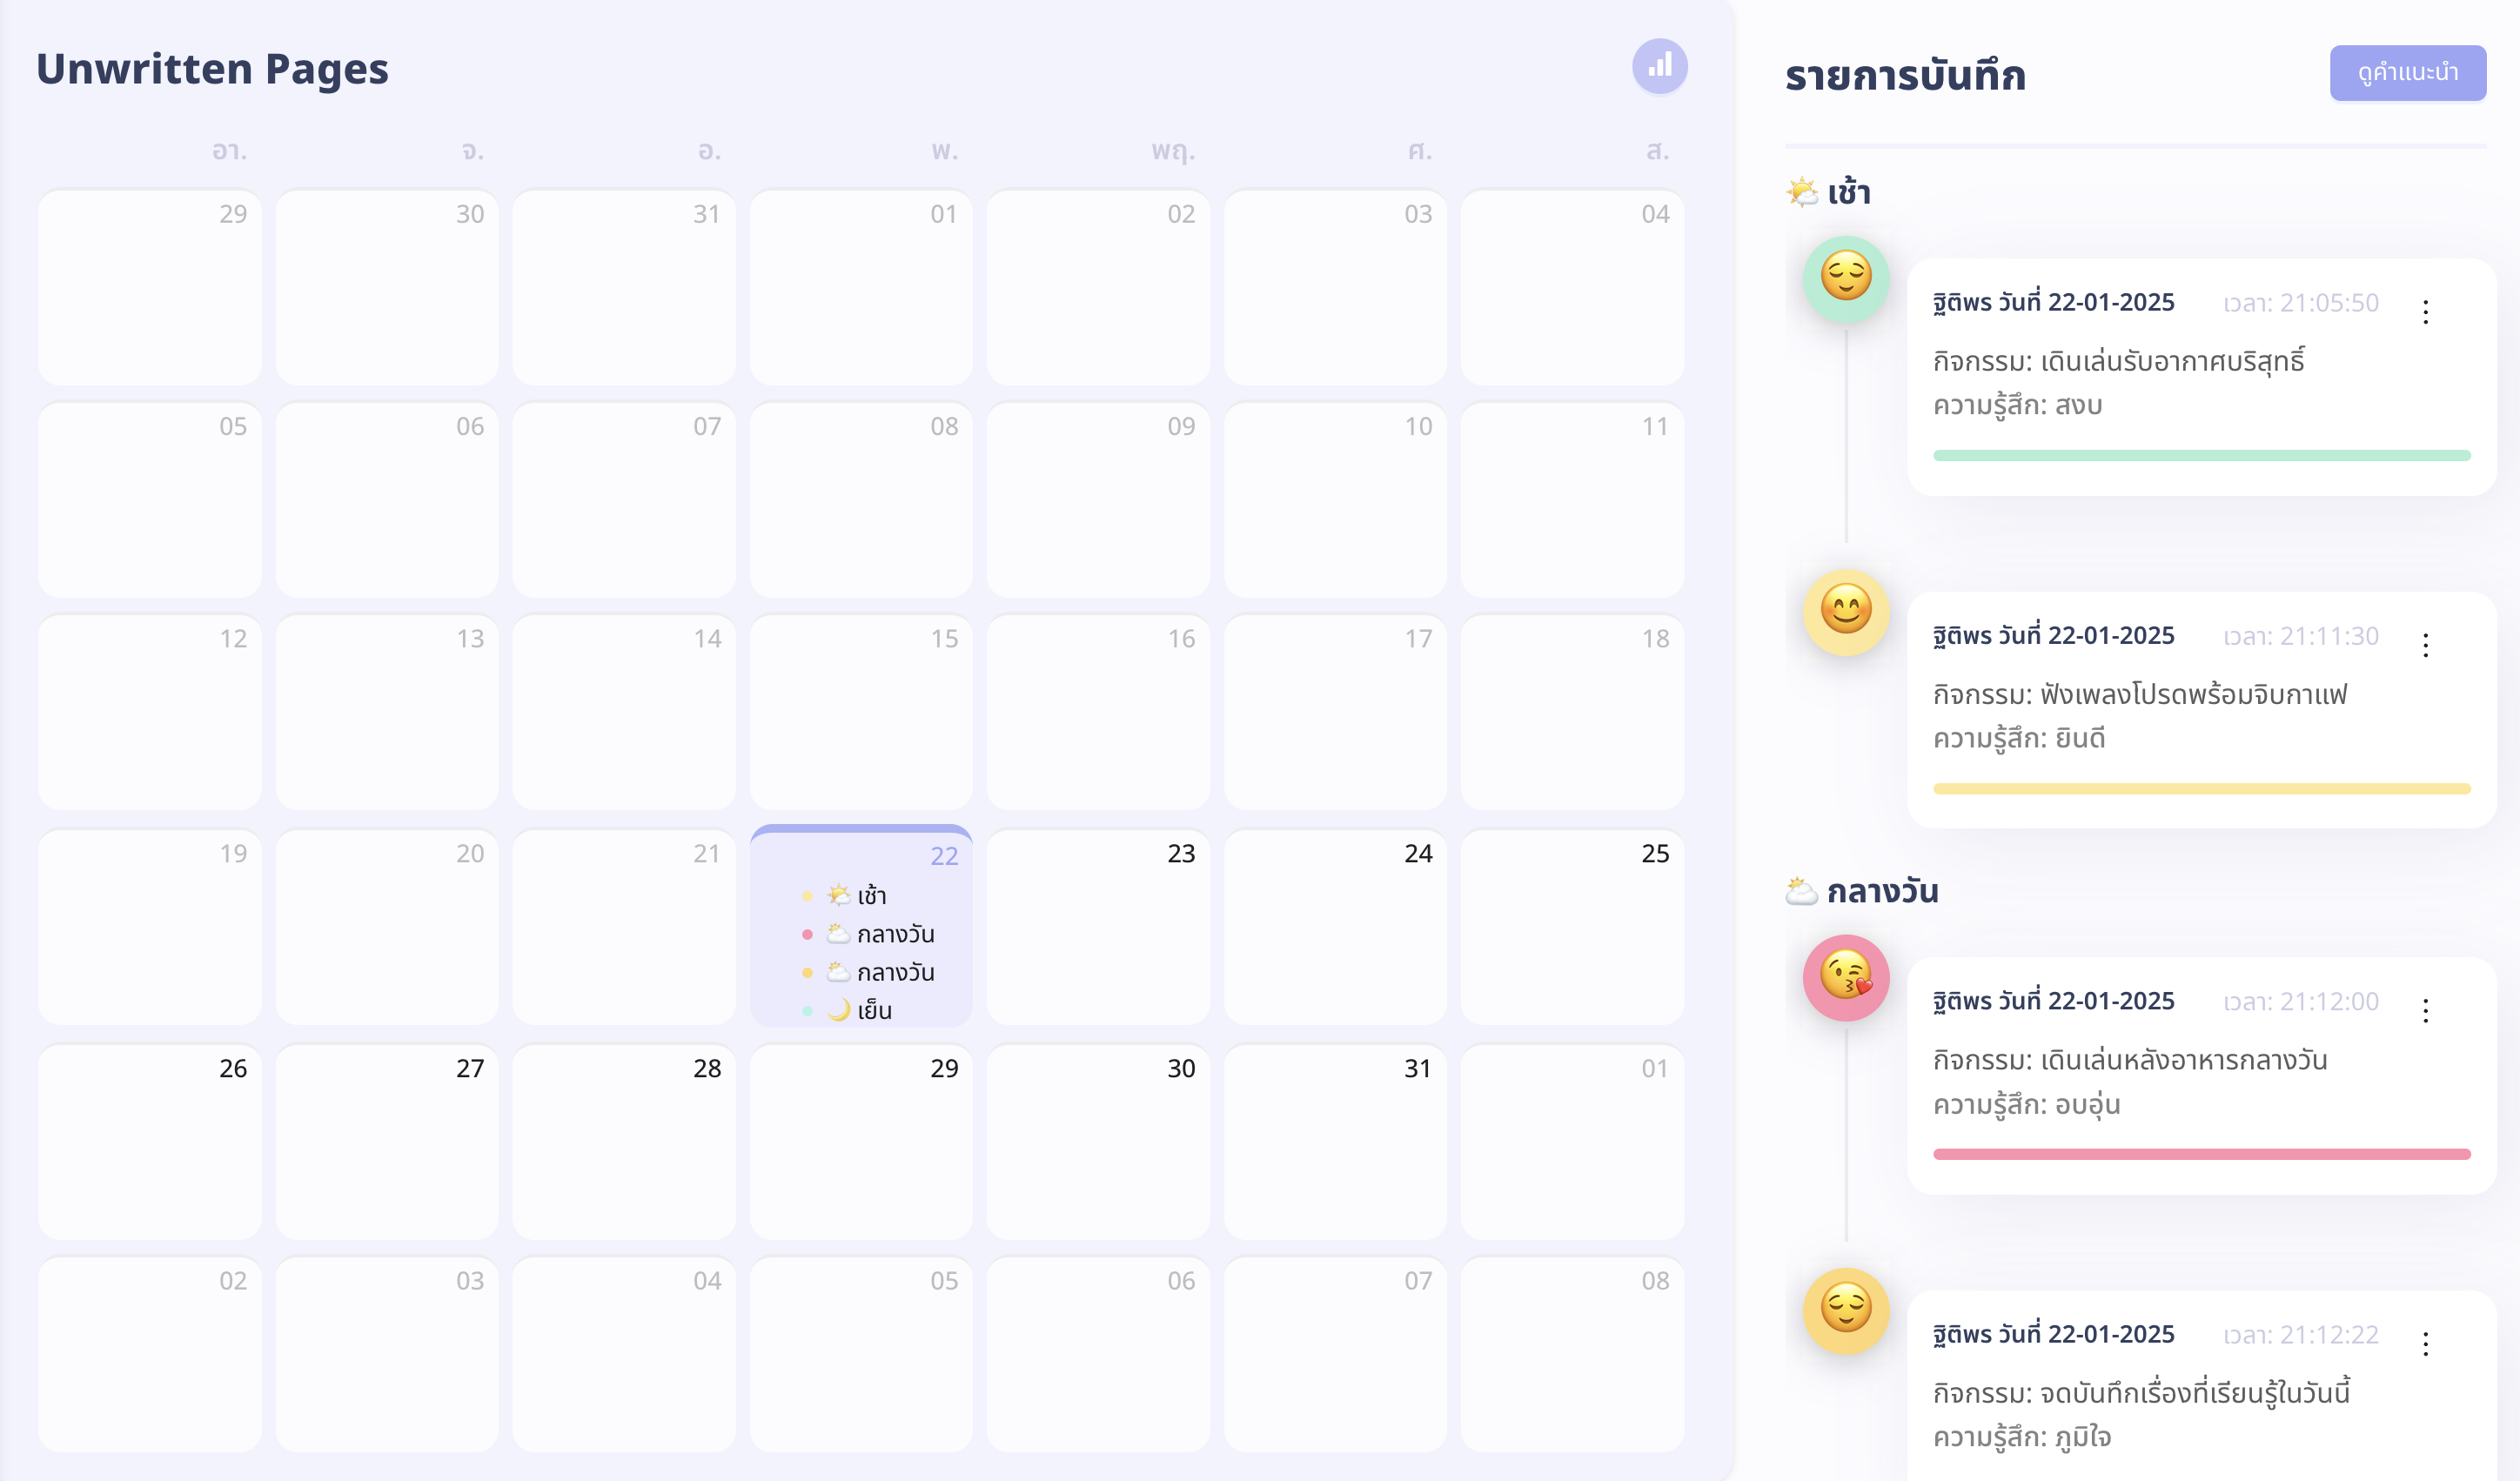 Unwritten Pages
อา. จ. อ. พ. พฤ. ศ. ส.
29 30 31 01 02 03 04
05 06 07 08 09 10 11
12 13 14 15 16 17 18
19 20 21 22 23 24 25
🌤️ เช้า
🌥️ กลางวัน
🌥️ กลางวัน
🌙 เย็น
26 27 28 29 30 31 01
02 03 04 05 06 07 08
รายการบันทึก
ดูคำแนะนำ
🌤️ เช้า
ฐิติพร วันที่ 22-01-2025 เวลา: 21:05:50
กิจกรรม: เดินเล่นรับอากาศบริสุทธิ์
ความรู้สึก: สงบ
ฐิติพร วันที่ 22-01-2025 เวลา: 21:11:30
กิจกรรม: ฟังเพลงโปรดพร้อมจิบกาแฟ
ความรู้สึก: ยินดี
🌥️ กลางวัน
ฐิติพร วันที่ 22-01-2025 เวลา: 21:12:00
กิจกรรม: เดินเล่นหลังอาหารกลางวัน
ความรู้สึก: อบอุ่น
ฐิติพร วันที่ 22-01-2025 เวลา: 21:12:22
กิจกรรม: จดบันทึกเรื่องที่เรียนรู้ในวันนี้
ความรู้สึก: ภูมิใจ